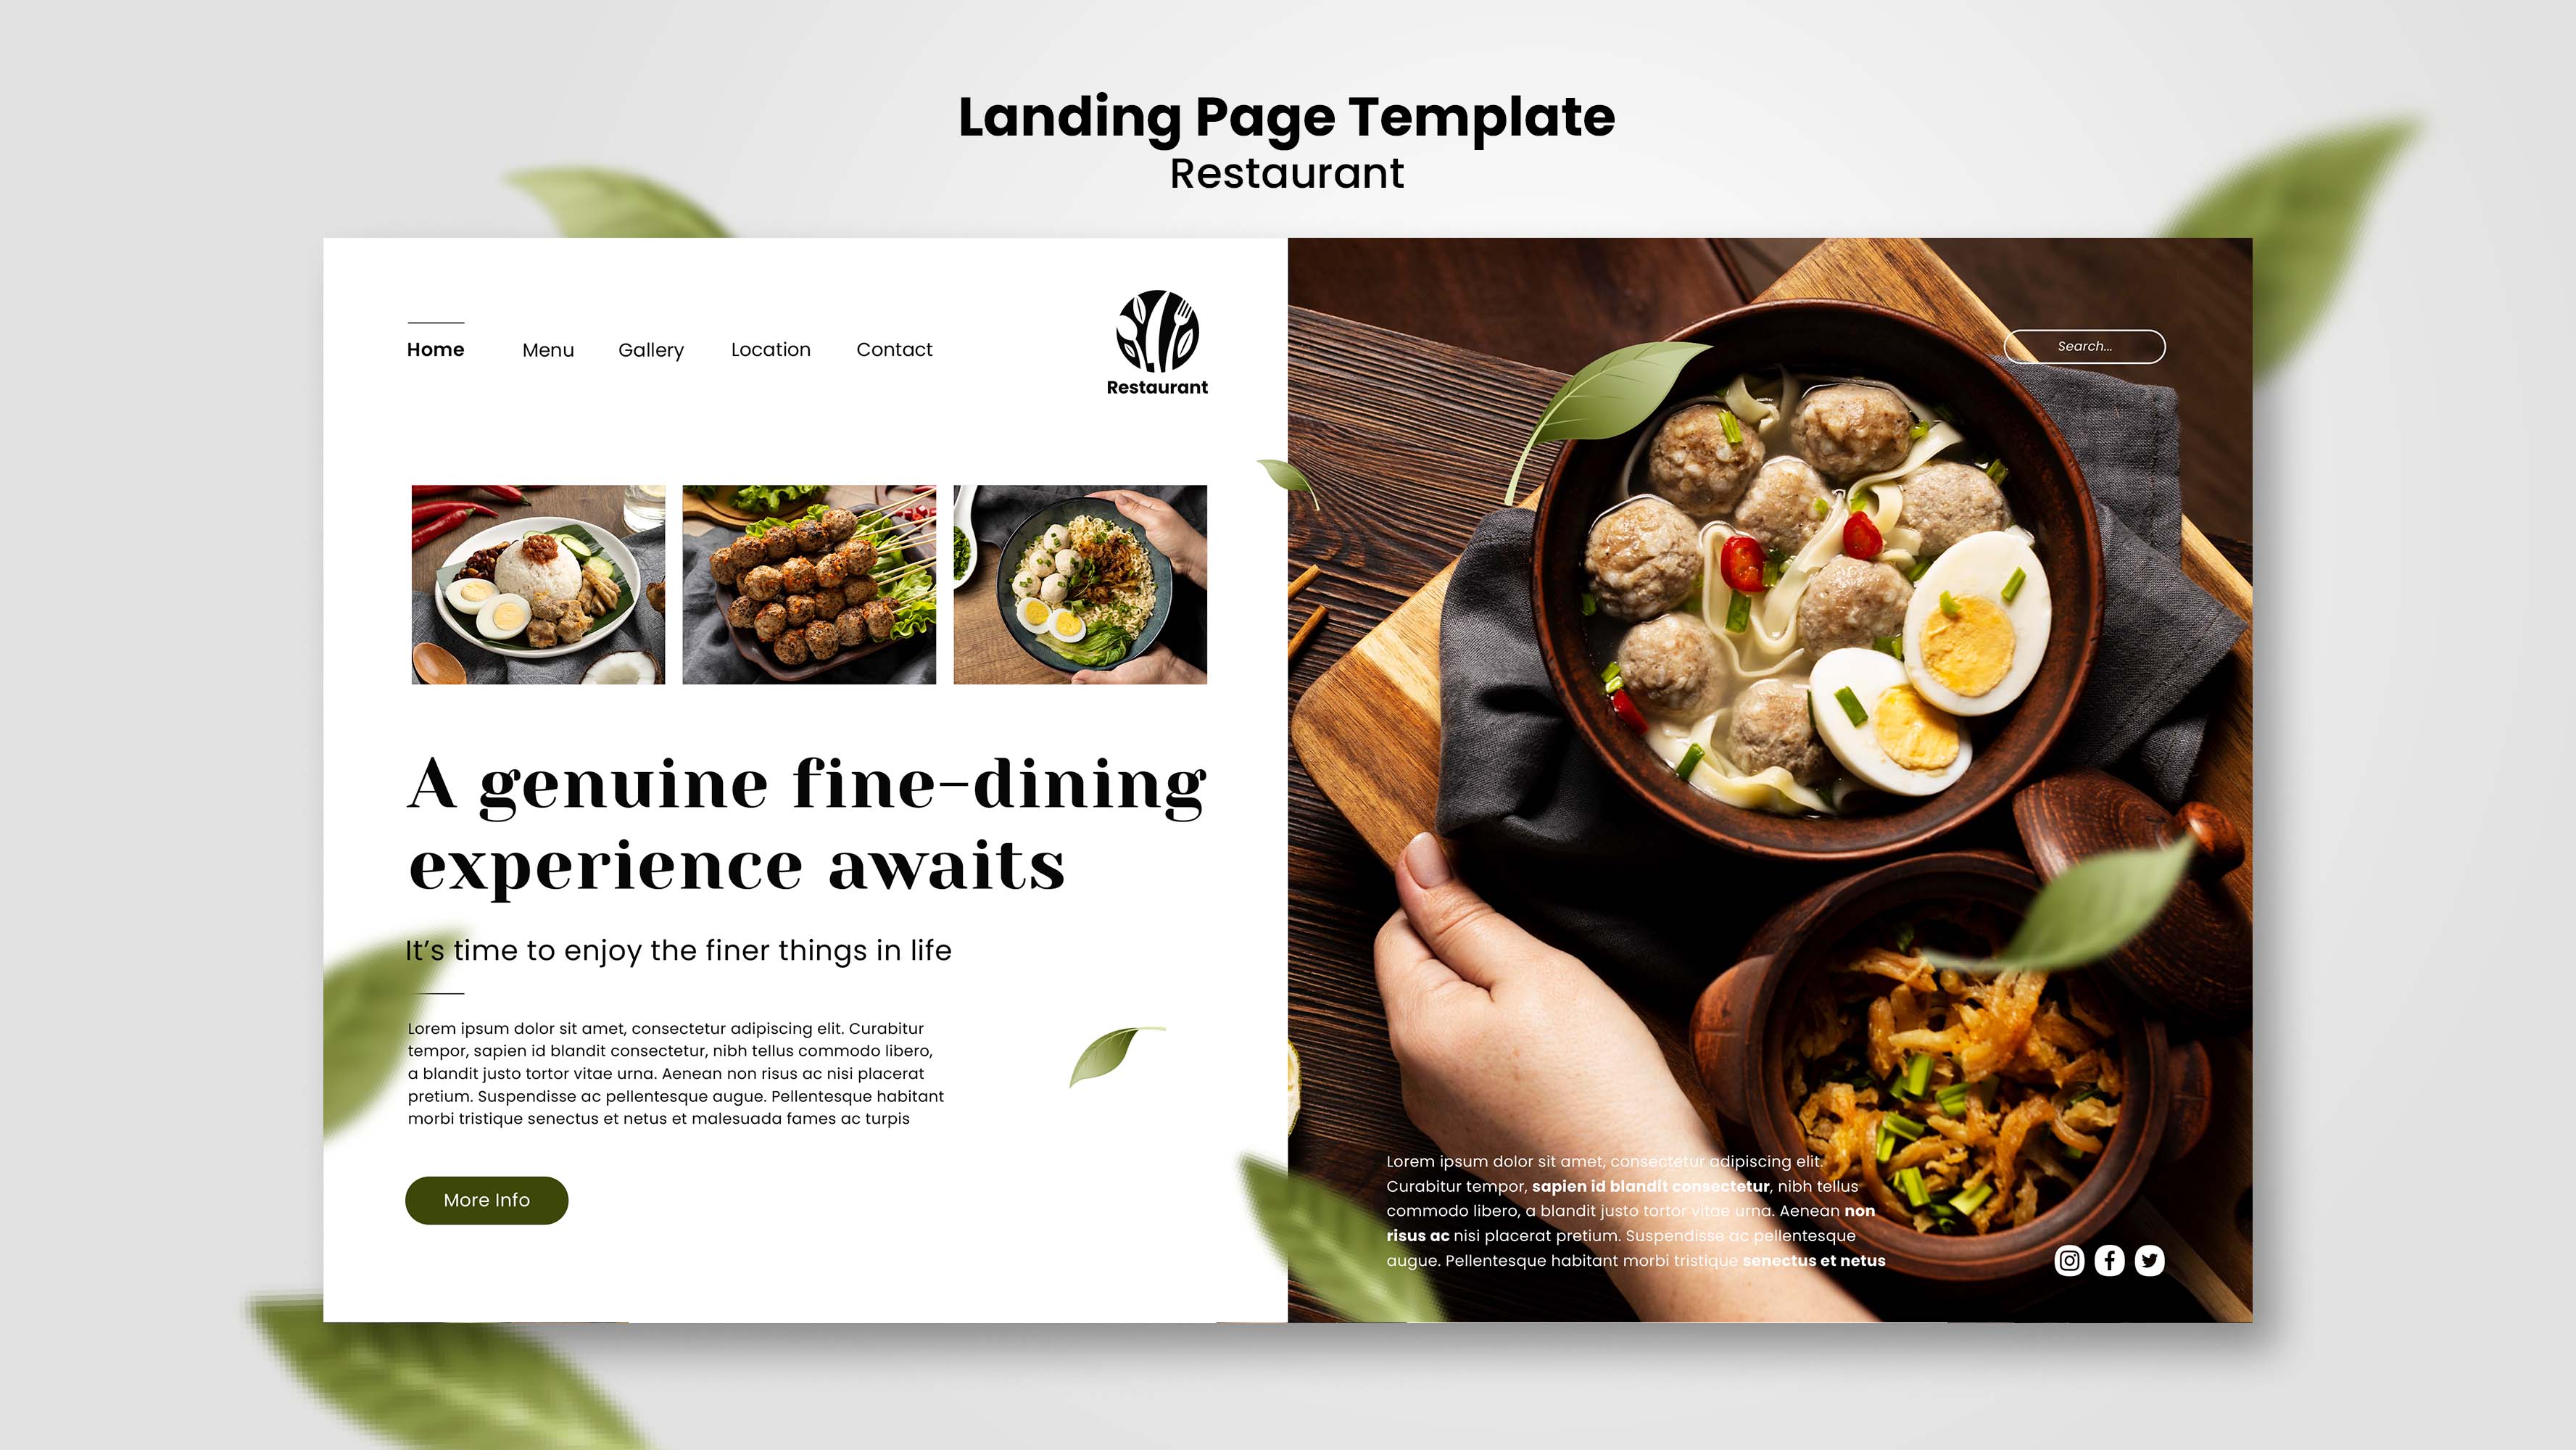 Landing Page Template
Restaurant
Home
Menu
Gallery
Location
Contact
Restaurant
Search...
A genuine fine-dining
experience awaits
It’s time to enjoy the finer things in life
Lorem ipsum dolor sit amet, consectetur adipiscing elit. Curabitur
tempor, sapien id blandit consectetur, nibh tellus commodo libero,
a blandit justo tortor vitae urna. Aenean non risus ac nisi placerat
pretium. Suspendisse ac pellentesque augue. Pellentesque habitant
morbi tristique senectus et netus et malesuada fames ac turpis
More Info
Lorem ipsum dolor sit amet, consectetur adipiscing elit.
Curabitur tempor, sapien id blandit consectetur, nibh tellus
commodo libero, a blandit justo tortor vitae urna. Aenean non
risus ac nisi placerat pretium. Suspendisse ac pellentesque
augue. Pellentesque habitant morbi tristique senectus et netus